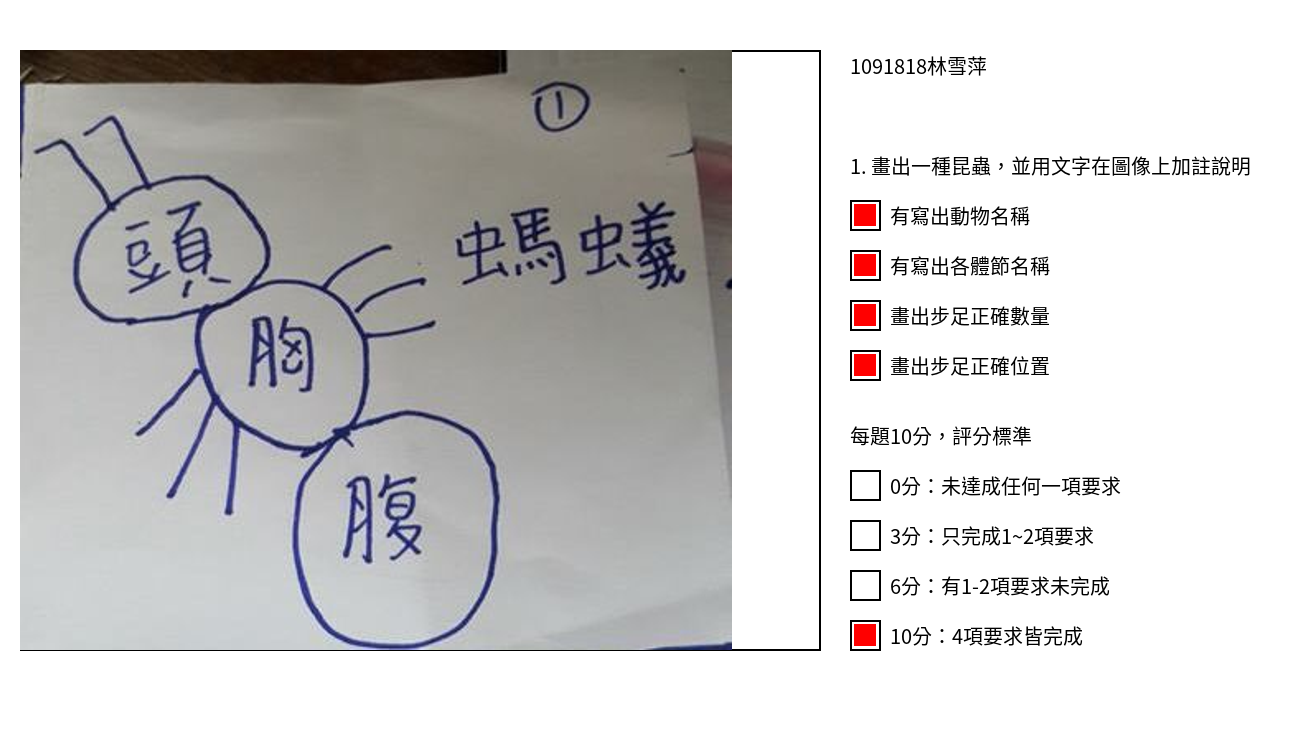 ①
頭
螞蟻
胸
腹
1091818林雪萍
1. 畫出一種昆蟲，並用文字在圖像上加註說明
有寫出動物名稱
有寫出各體節名稱
畫出步足正確數量
畫出步足正確位置
每題10分，評分標準
0分：未達成任何一項要求
3分：只完成1~2項要求
6分：有1-2項要求未完成
10分：4項要求皆完成